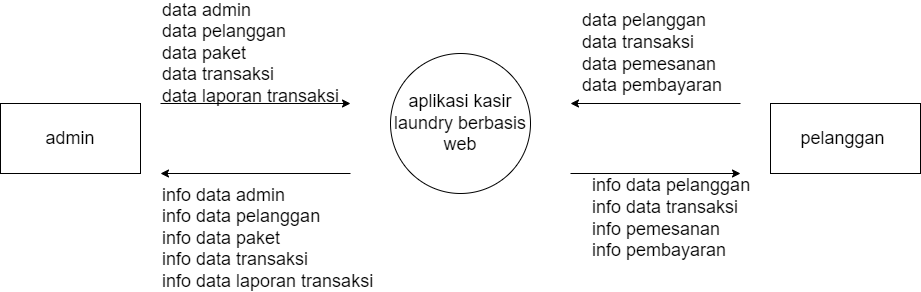 data admin
data pelanggan
data paket
data transaksi
data laporan transaksi
admin
info data admin
info data pelanggan
info data paket
info data transaksi
info data laporan transaksi
aplikasi kasir
laundry berbasis
web
data pelanggan
data transaksi
data pemesanan
data pembayaran
pelanggan
info data pelanggan
info data transaksi
info pemesanan
info pembayaran